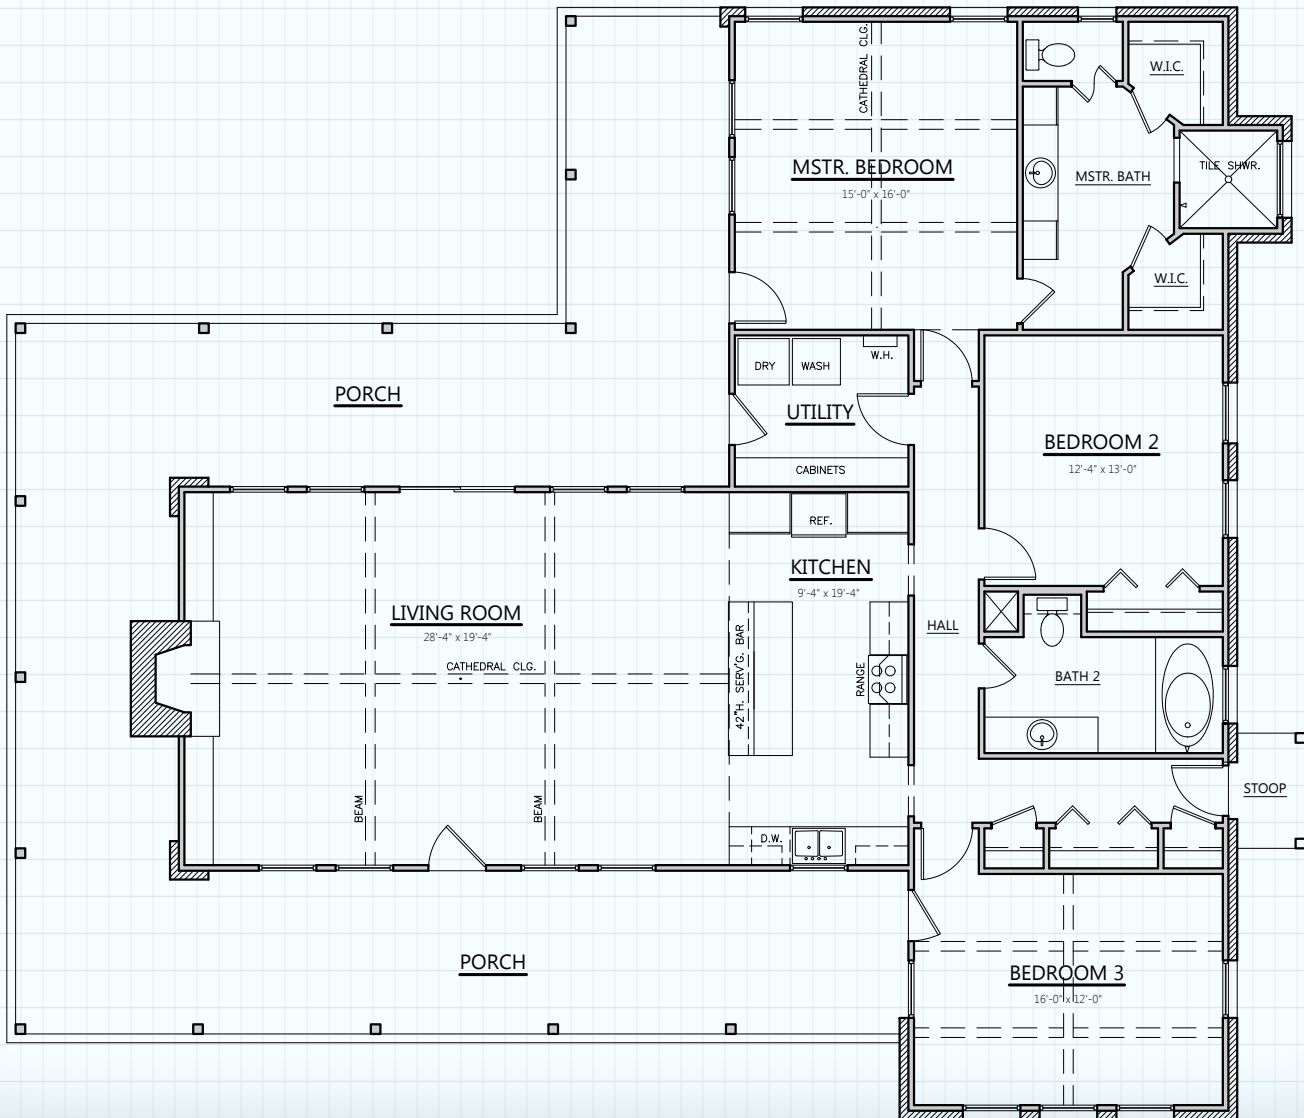 CATHEDRAL CLG.
W.I.C.
MSTR. BEDROOM
15'-0" x 16'-0"
MSTR. BATH
TILE SHWR.
W.I.C.
DRY
WASH
W.H.
PORCH
UTILITY
CABINETS
BEDROOM 2
12'-4" x 13'-0"
REF.
KITCHEN
9'-4" x 19'-4"
LIVING ROOM
28'-4" x 19'-4"
CATHEDRAL CLG.
42"H. SERV'G. BAR
RANGE
HALL
BATH 2
BEAM
BEAM
STOOP
D.W.
PORCH
BEDROOM 3
16'-0" x 12'-0"